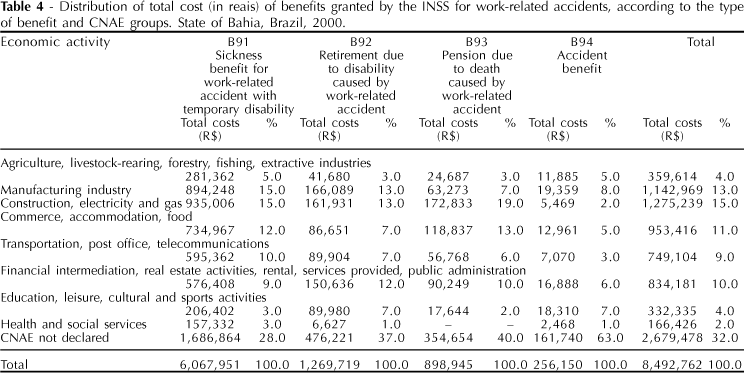 Table 4 - Distribution of total cost (in reais) of benefits granted by the INSS for work-related accidents, according to the type
of benefit and CNAE groups. State of Bahia, Brazil, 2000.
Economic activity B91 B92 B93 B94 Total
Sickness Retirement due Pension due Accident
benefit for to disability to death benefit
work-related caused by caused by
accident with work-related work-related
temporary disability accident accident
Total costs % Total costs % Total costs % Total costs % Total costs %
(R$) (R$) (R$) (R$) (R$)
Agriculture, livestock-rearing, forestry, fishing, extractive industries
281,362 5.0 41,680 3.0 24,687 3.0 11,885 5.0 359,614 4.0
Manufacturing industry 894,248 15.0 166,089 13.0 63,273 7.0 19,359 8.0 1,142,969 13.0
Construction, electricity and gas 935,006 15.0 161,931 13.0 172,833 19.0 5,469 2.0 1,275,239 15.0
Commerce, accommodation, food
734,967 12.0 86,651 7.0 118,837 13.0 12,961 5.0 953,416 11.0
Transportation, post office, telecommunications
595,362 10.0 89,904 7.0 56,768 6.0 7,070 3.0 749,104 9.0
Financial intermediation, real estate activities, rental, services provided, public administration
576,408 9.0 150,636 12.0 90,249 10.0 16,888 6.0 834,181 10.0
Education, leisure, cultural and sports activities
206,402 3.0 89,980 7.0 17,644 2.0 18,310 7.0 332,335 4.0
Health and social services 157,332 3.0 6,627 1.0 – – 2,468 1.0 166,426 2.0
CNAE not declared 1,686,864 28.0 476,221 37.0 354,654 40.0 161,740 63.0 2,679,478 32.0
Total 6,067,951 100.0 1,269,719 100.0 898,945 100.0 256,150 100.0 8,492,762 100.0